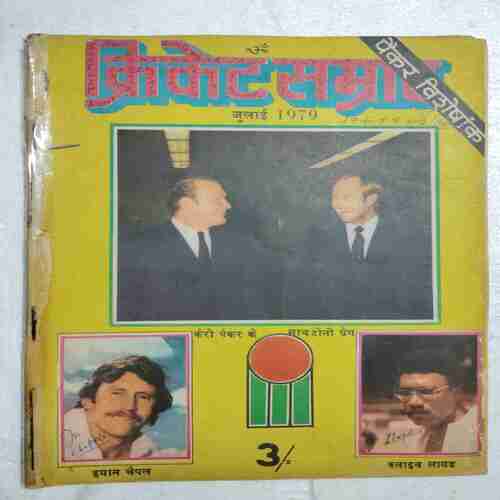 ॐ
क्रिकेट सम्राट
पैकर विशेषांक
जुलाई 1979
कैरी पैकर के साथ टोनी ग्रेग
इयान चैपल
क्लाइव लायड
3/-